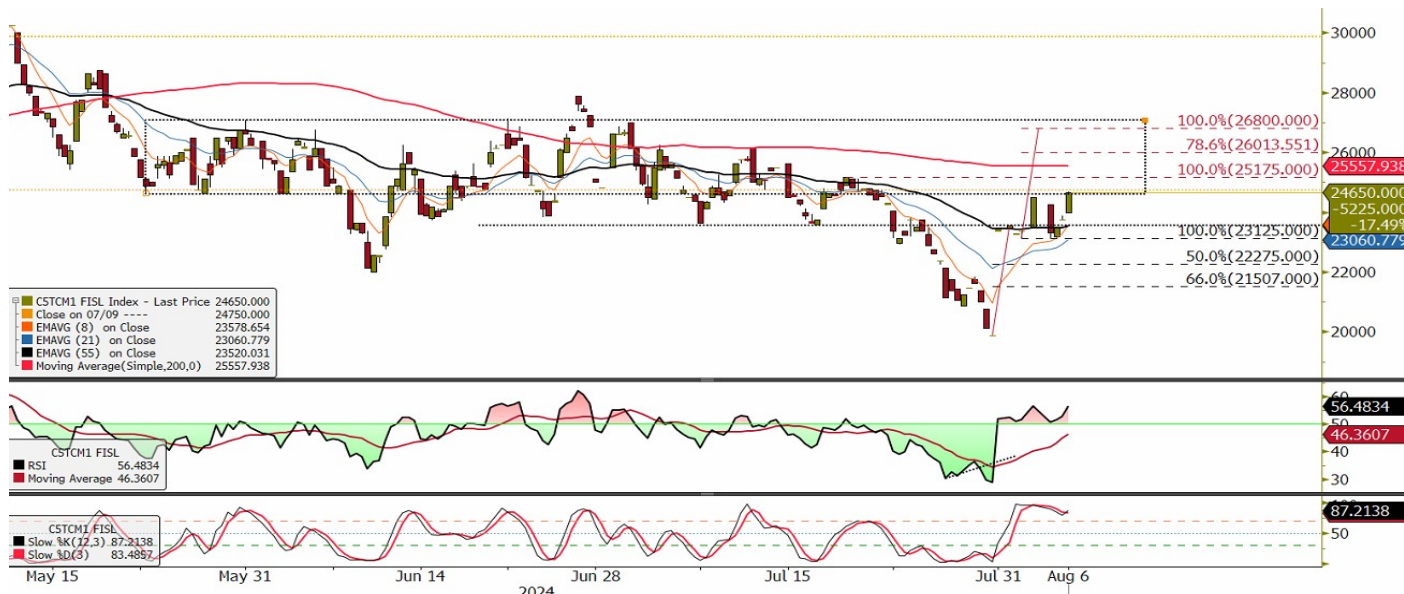 30000
28000
100.0%(26800.000)
78.6%(26013.551)
26000
25557.938
100.0%(25175.000)
24650.000
-5225.000
-17.49%
100.0%(23125.000)
23060.779
50.0%(22275.000)
22000
66.0%(21507.000)
20000
C5TCM1 FISL Index - Last Price 24650.000
Close on 07/09 ---- 24750.000
EMAVG (8) on Close 23578.654
EMAVG (21) on Close 23060.779
EMAVG (55) on Close 23520.031
Moving Average(Simple,200,0) 25557.938
60
56.4834
50
46.3607
40
30
C5TCM1 FISL
RSI 56.4834
Moving Average 46.3607
87.2138
50
C5TCM1 FISL
Slow %K(12,3) 87.2138
Slow %D(3) 83.4857
May 15 May 31 Jun 14 Jun 28 Jul 15 Jul 31 Aug 6
2024